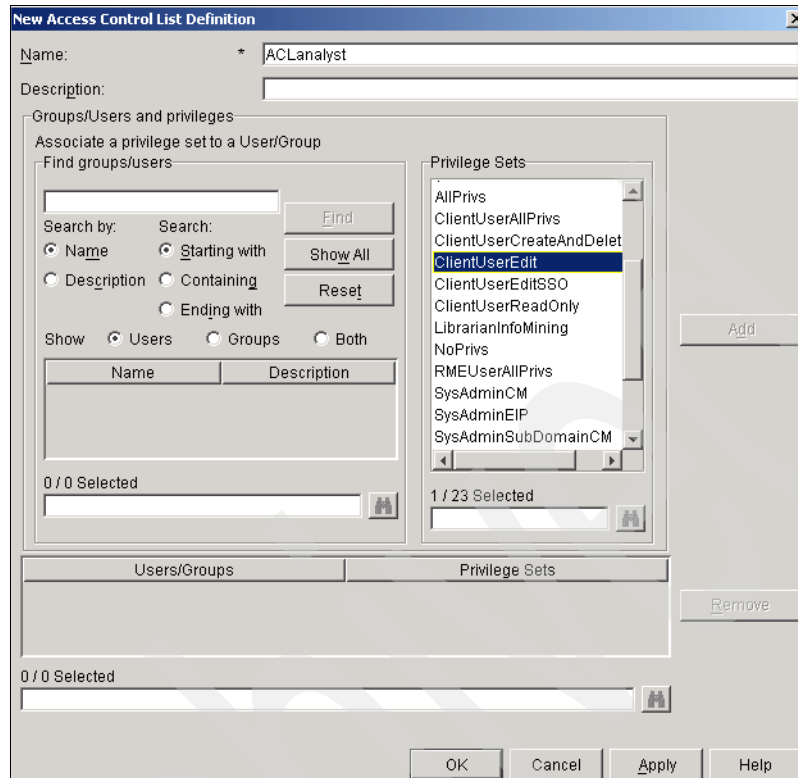 New Access Control List Definition
Name: * ACLanalyst
Description:
Groups/Users and privileges
Associate a privilege set to a User/Group
Find groups/users
Find
Search by: Search:
Name Starting with
Show All
Description Containing
Reset
Ending with
Show Users Groups Both
Name Description
0 / 0 Selected
Privilege Sets
AllPrivs
ClientUserAllPrivs
ClientUserCreateAndDelet
ClientUserEdit
ClientUserEditSSO
ClientUserReadOnly
LibrarianInfoMining
NoPrivs
RMEUserAllPrivs
SysAdminCM
SysAdminEIP
SysAdminSubDomainCM
1 / 23 Selected
Add
Users/Groups Privilege Sets
Remove
0 / 0 Selected
OK Cancel Apply Help